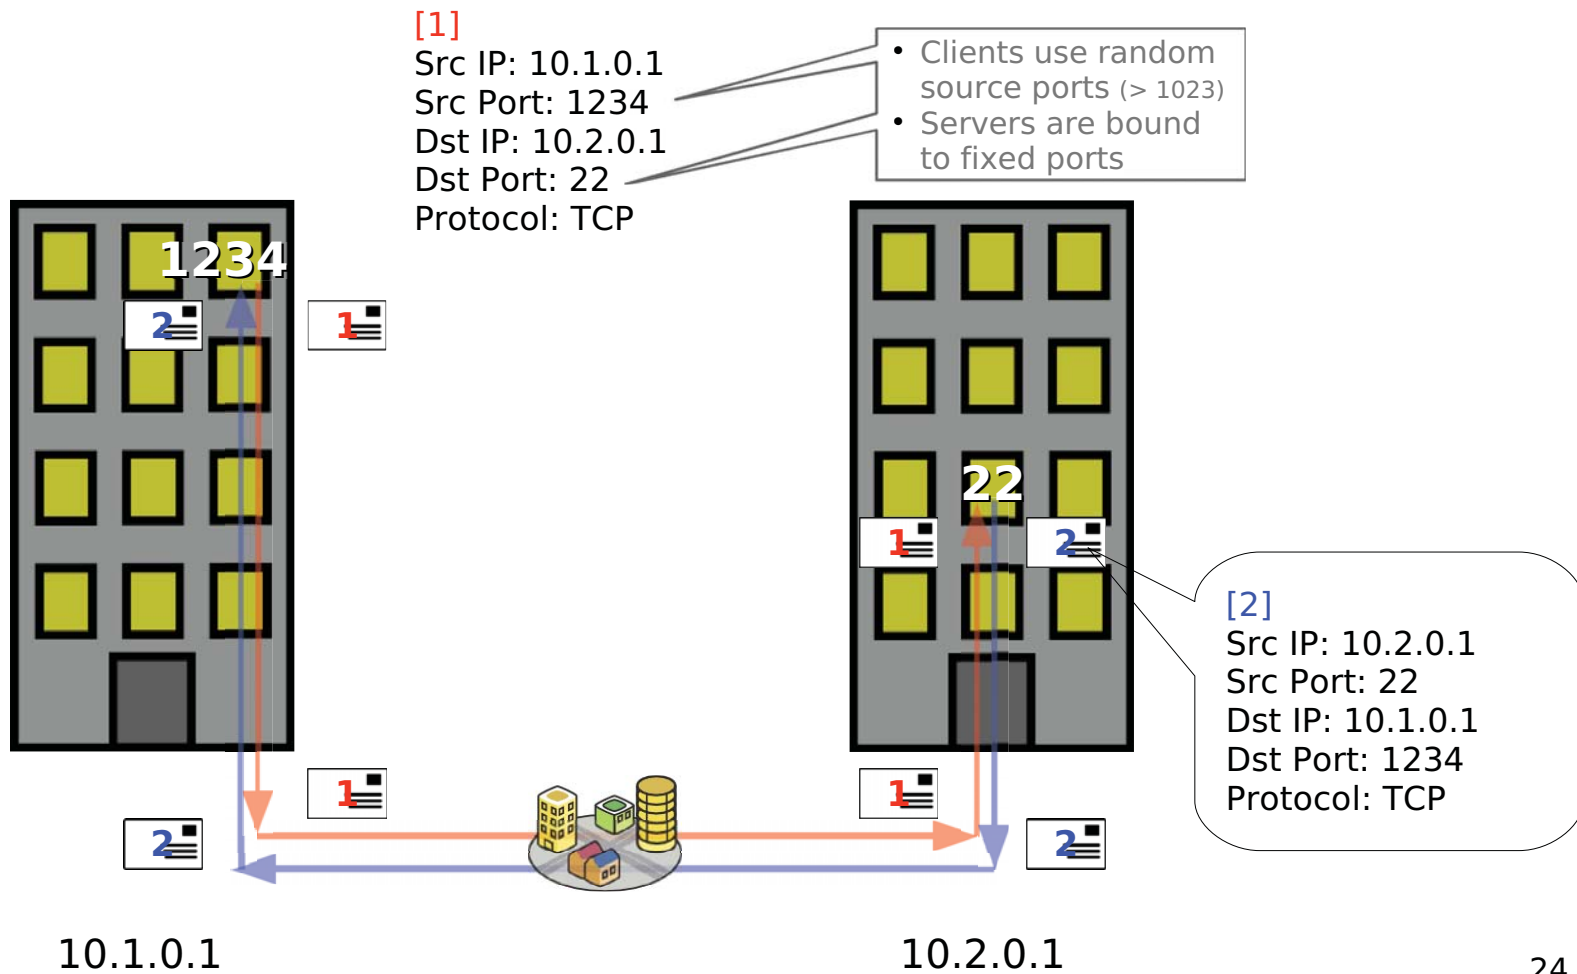 [1]
Src IP: 10.1.0.1
Src Port: 1234
Dst IP: 10.2.0.1
Dst Port: 22
Protocol: TCP
• Clients use random
source ports (> 1023)
• Servers are bound
to fixed ports
1234
2
1
22
1
2
[2]
Src IP: 10.2.0.1
Src Port: 22
Dst IP: 10.1.0.1
Dst Port: 1234
Protocol: TCP
1
1
2
2
10.1.0.1
10.2.0.1
24